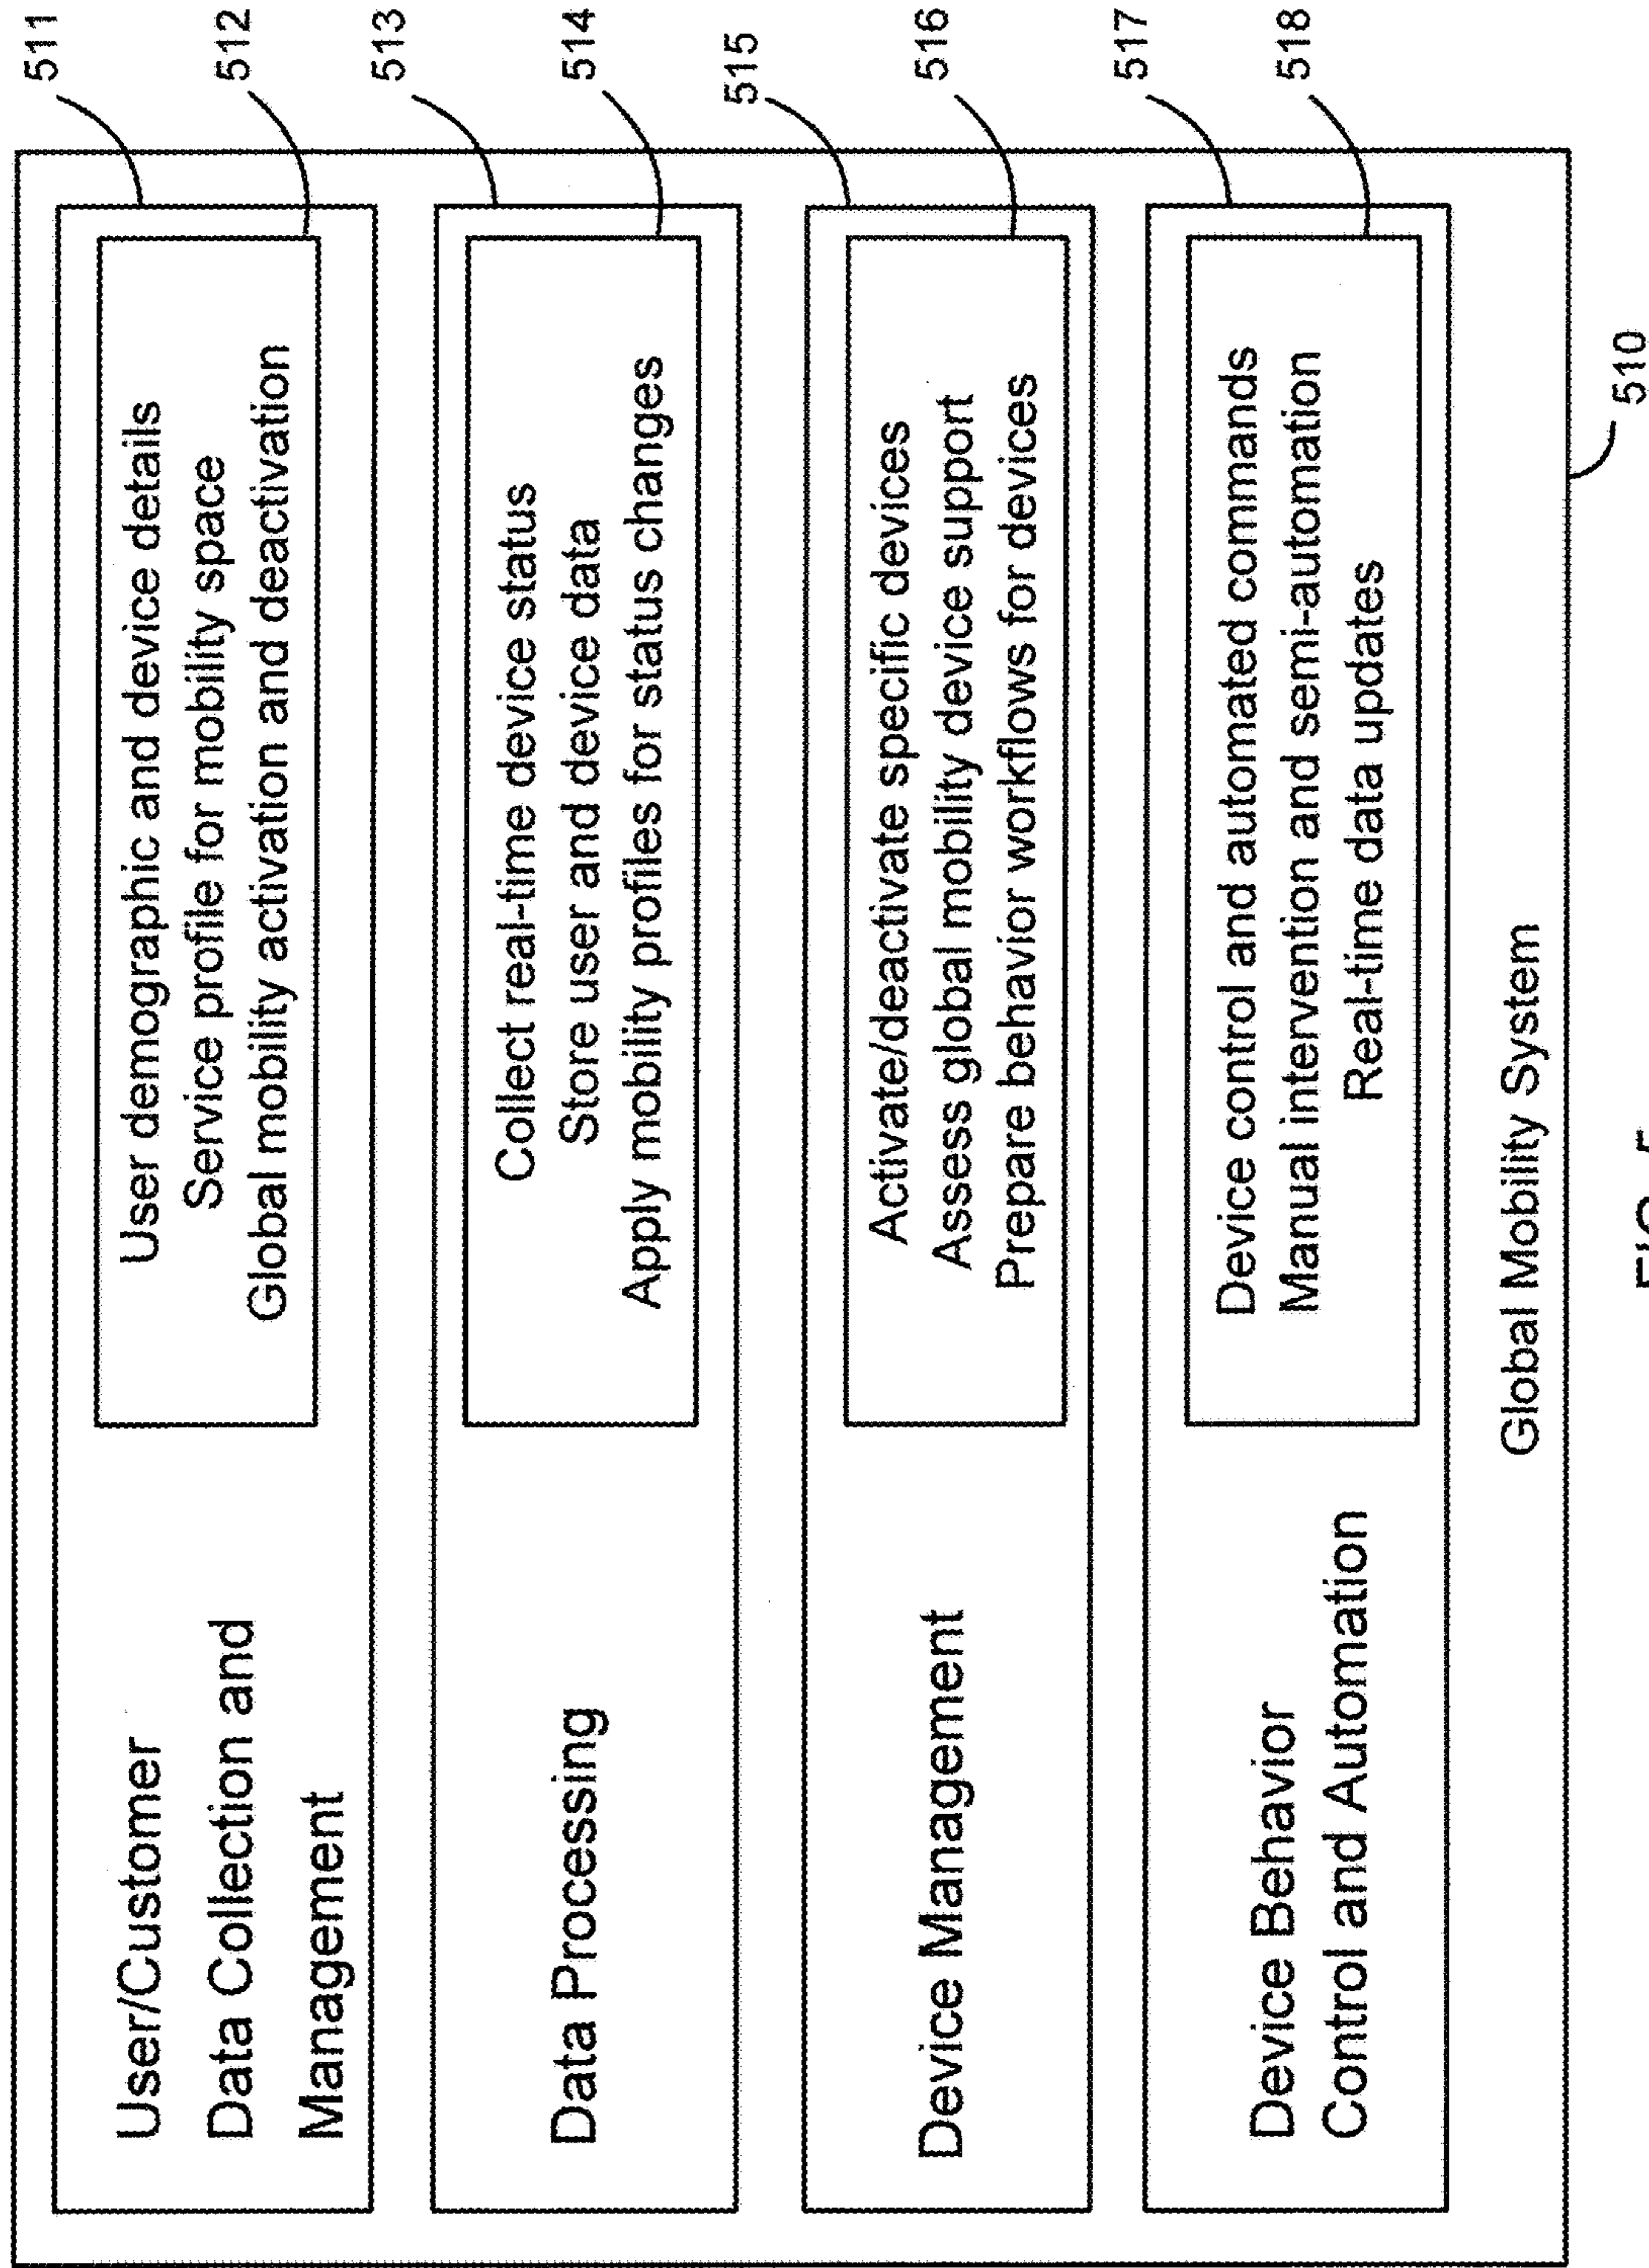 User/Customer
Data Collection and
Management
User demographic and device details
Service profile for mobility space
Global mobility activation and deactivation
511
512
Data Processing
Collect real-time device status
Store user and device data
Apply mobility profiles for status changes
513
514
Device Management
Activate/deactivate specific devices
Assess global mobility device support
Prepare behavior workflows for devices
515
516
Device Behavior
Control and Automation
Device control and automated commands
Manual intervention and semi-automation
Real-time data updates
517
518
Global Mobility System
510